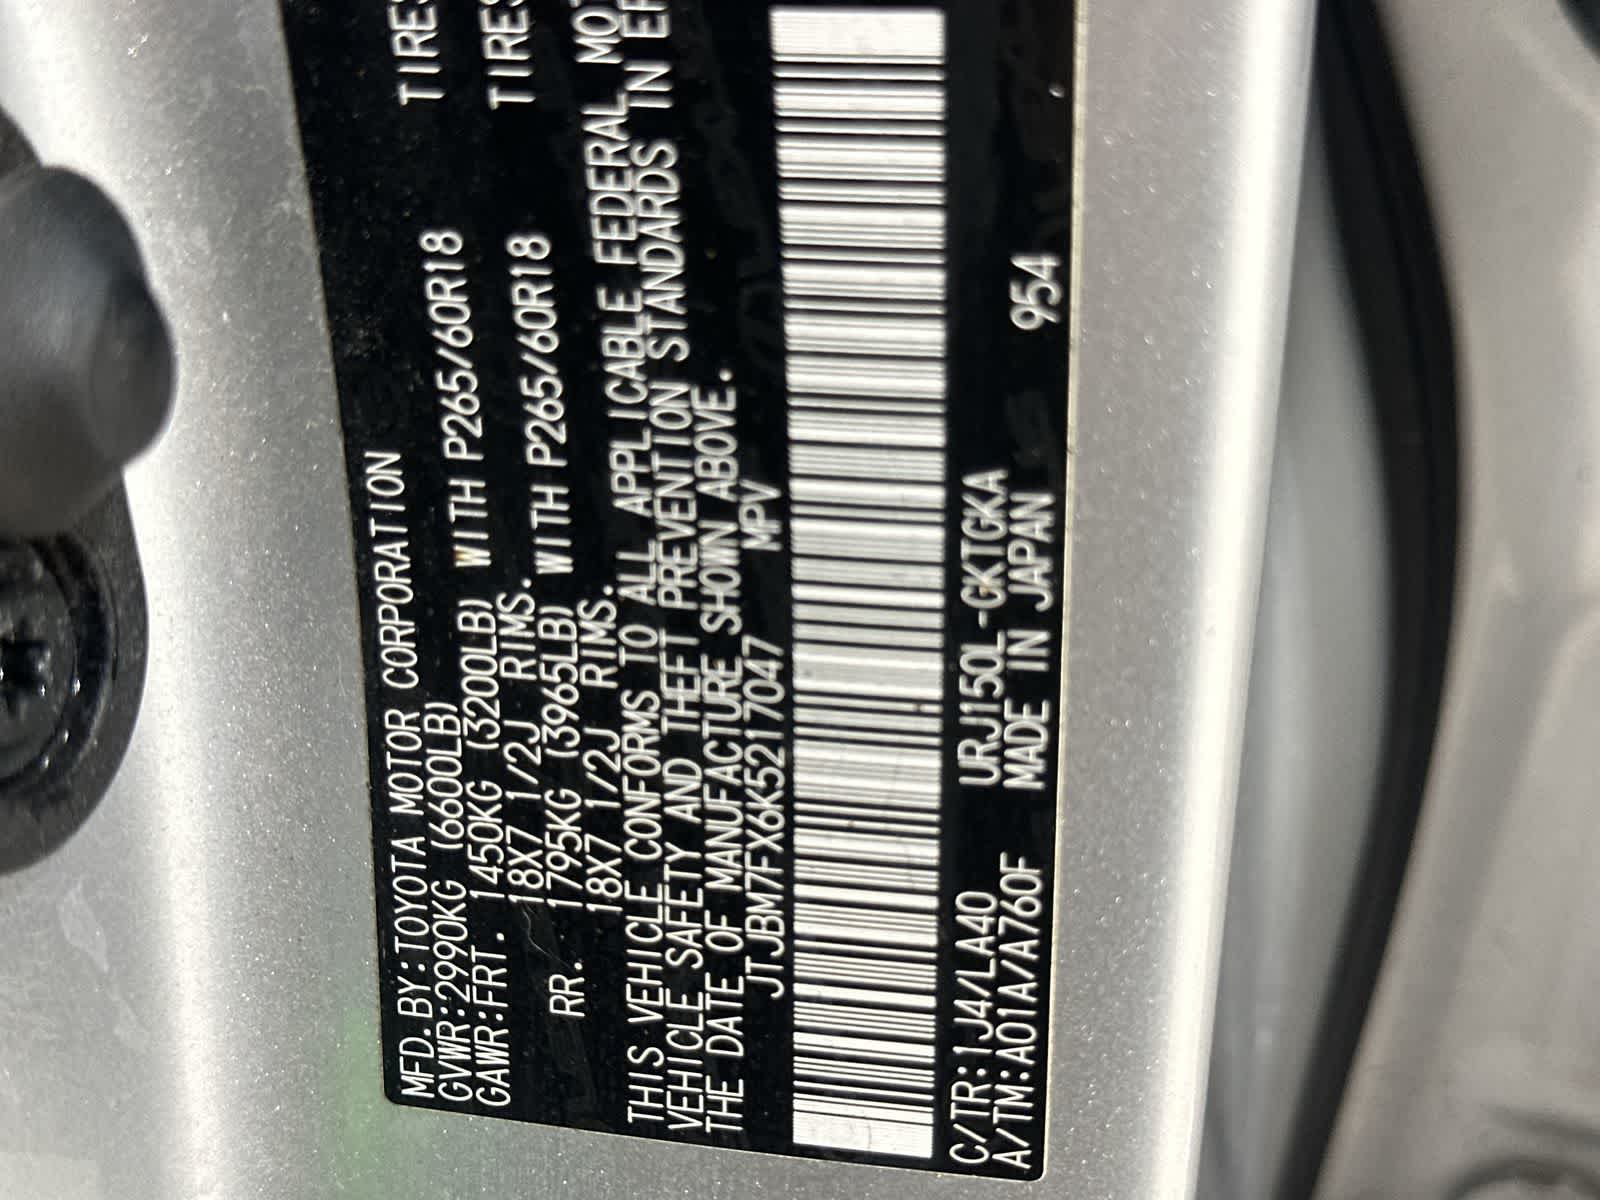 MFD.BY:TOYOTA MOTOR CORPORATION
GVWR:2990KG (6600LB)
GAWR:FRT. 1450KG (3200LB) WITH P265/60R18 TIRES
18X7 1/2J RIMS.
RR. 1795KG (3965LB) WITH P265/60R18 TIRES
18X7 1/2J RIMS.
THIS VEHICLE CONFORMS TO ALL APPLICABLE FEDERAL MOT
VEHICLE SAFETY AND THEFT PREVENTION STANDARDS IN EF
THE DATE OF MANUFACTURE SHOWN ABOVE.
JTJBM7FX6K5217047 MPV
C/TR:1J4/LA40 URJ150L-GKTGKA
A/TM:A01A/A760F MADE IN JAPAN 954